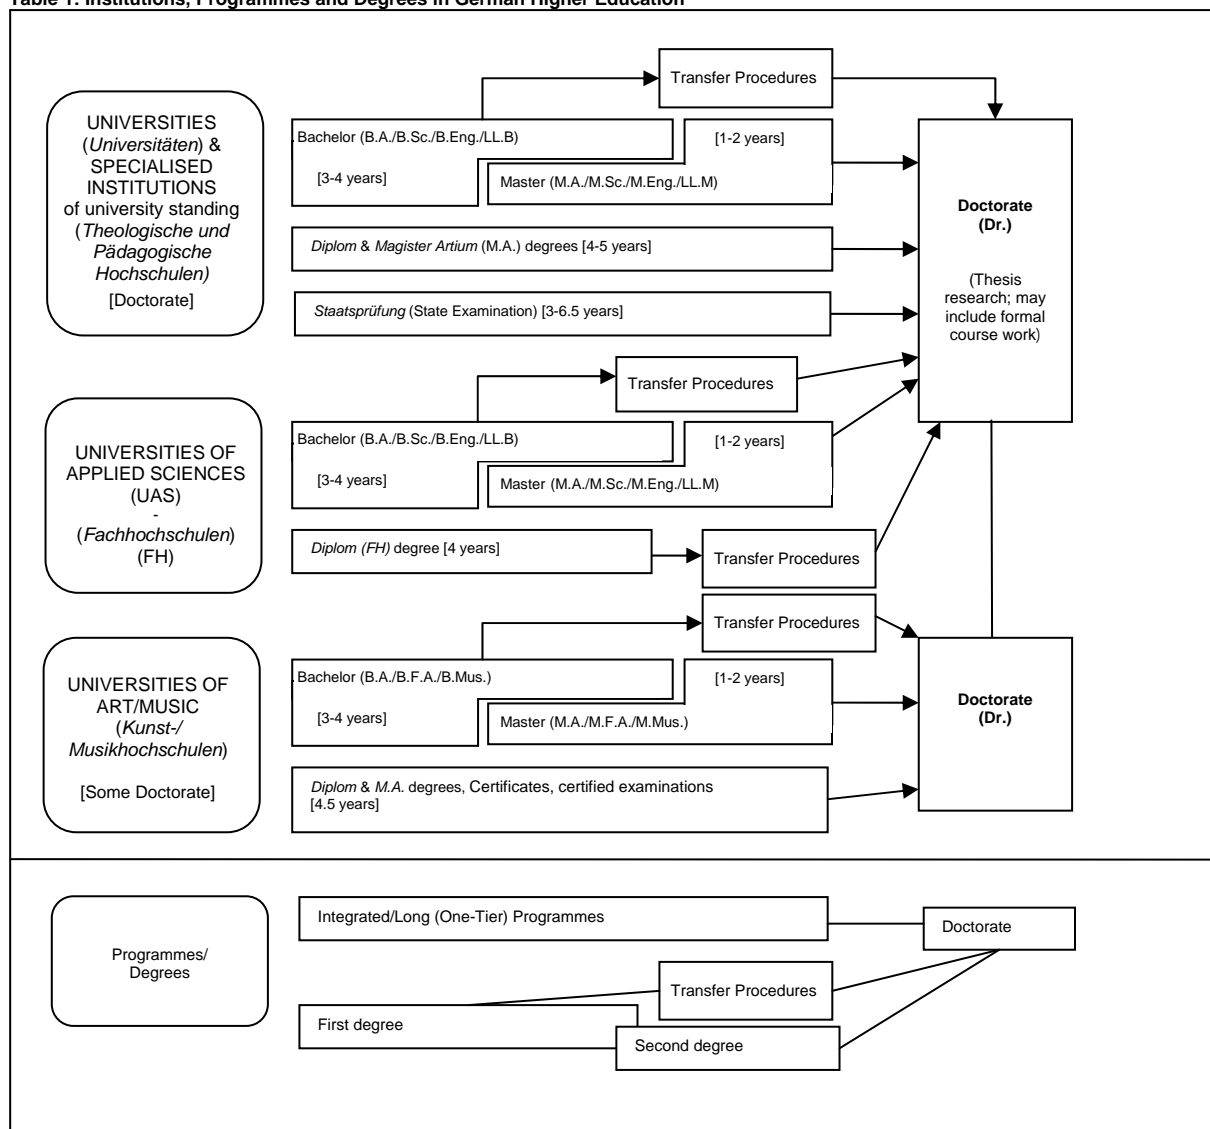 Table 1: Institutions, Programmes and Degrees in German Higher Education
Transfer Procedures
UNIVERSITIES
(Universitäten) &
SPECIALISED
INSTITUTIONS
of university standing
(Theologische und
Pädagogische
Hochschulen)
[Doctorate]
Bachelor (B.A./B.Sc./B.Eng./LL.B)
[3-4 years]
[1-2 years]
Master (M.A./M.Sc./M.Eng./LL.M)
Diplom & Magister Artium (M.A.) degrees [4-5 years]
Staatsprüfung (State Examination) [3-6.5 years]
Doctorate
(Dr.)
(Thesis
research; may
include formal
course work)
Transfer Procedures
UNIVERSITIES OF
APPLIED SCIENCES
(UAS)
-
(Fachhochschulen)
(FH)
Bachelor (B.A./B.Sc./B.Eng./LL.B)
[3-4 years]
[1-2 years]
Master (M.A./M.Sc./M.Eng./LL.M)
Diplom (FH) degree [4 years]
Transfer Procedures
Transfer Procedures
UNIVERSITIES OF
ART/MUSIC
(Kunst-/
Musikhochschulen)
[Some Doctorate]
Bachelor (B.A./B.F.A./B.Mus.)
[3-4 years]
[1-2 years]
Master (M.A./M.F.A./M.Mus.)
Diplom & M.A. degrees, Certificates, certified examinations
[4.5 years]
Doctorate
(Dr.)
Programmes/
Degrees
Integrated/Long (One-Tier) Programmes
Doctorate
Transfer Procedures
First degree
Second degree